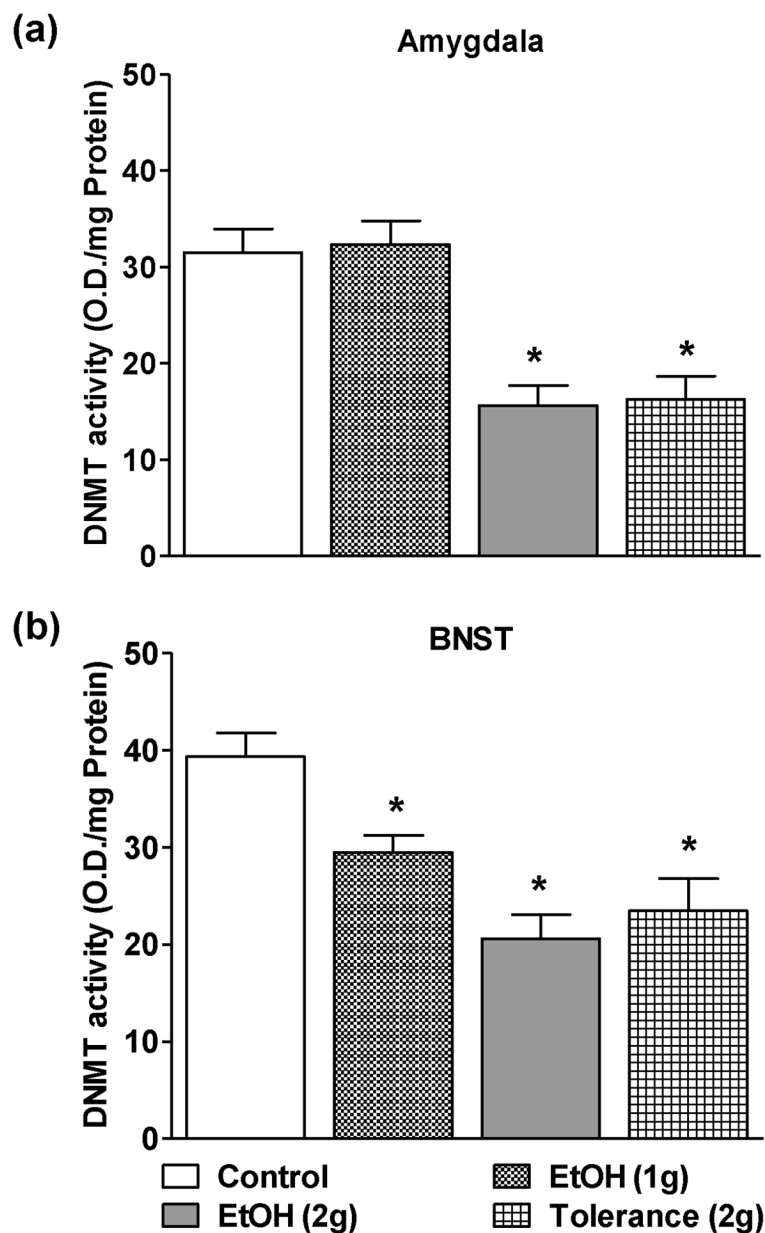 (a)
Amygdala
DNMT activity (O.D./mg Protein)
50
40
30
20
10
0
*
*
(b)
BNST
DNMT activity (O.D./mg Protein)
50
40
30
20
10
0
*
*
*
Control
EtOH (1g)
EtOH (2g)
Tolerance (2g)